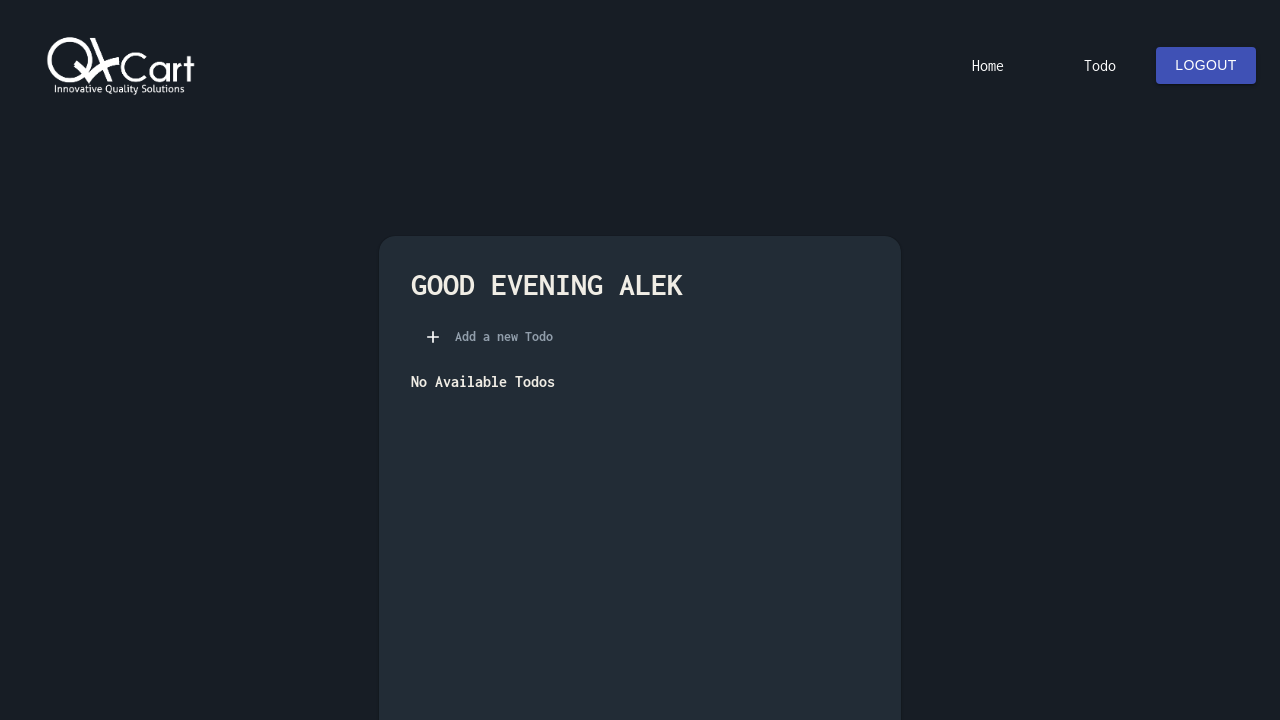 QACart
Innovative Quality Solutions
Home
Todo
LOGOUT
GOOD EVENING ALEK
Add a new Todo
No Available Todos